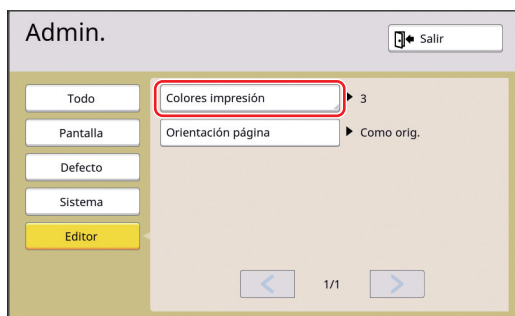 Admin.
Salir
Todo
Colores impresión
3
Pantalla
Orientación página
Como orig.
Defecto
Sistema
Editor
1/1